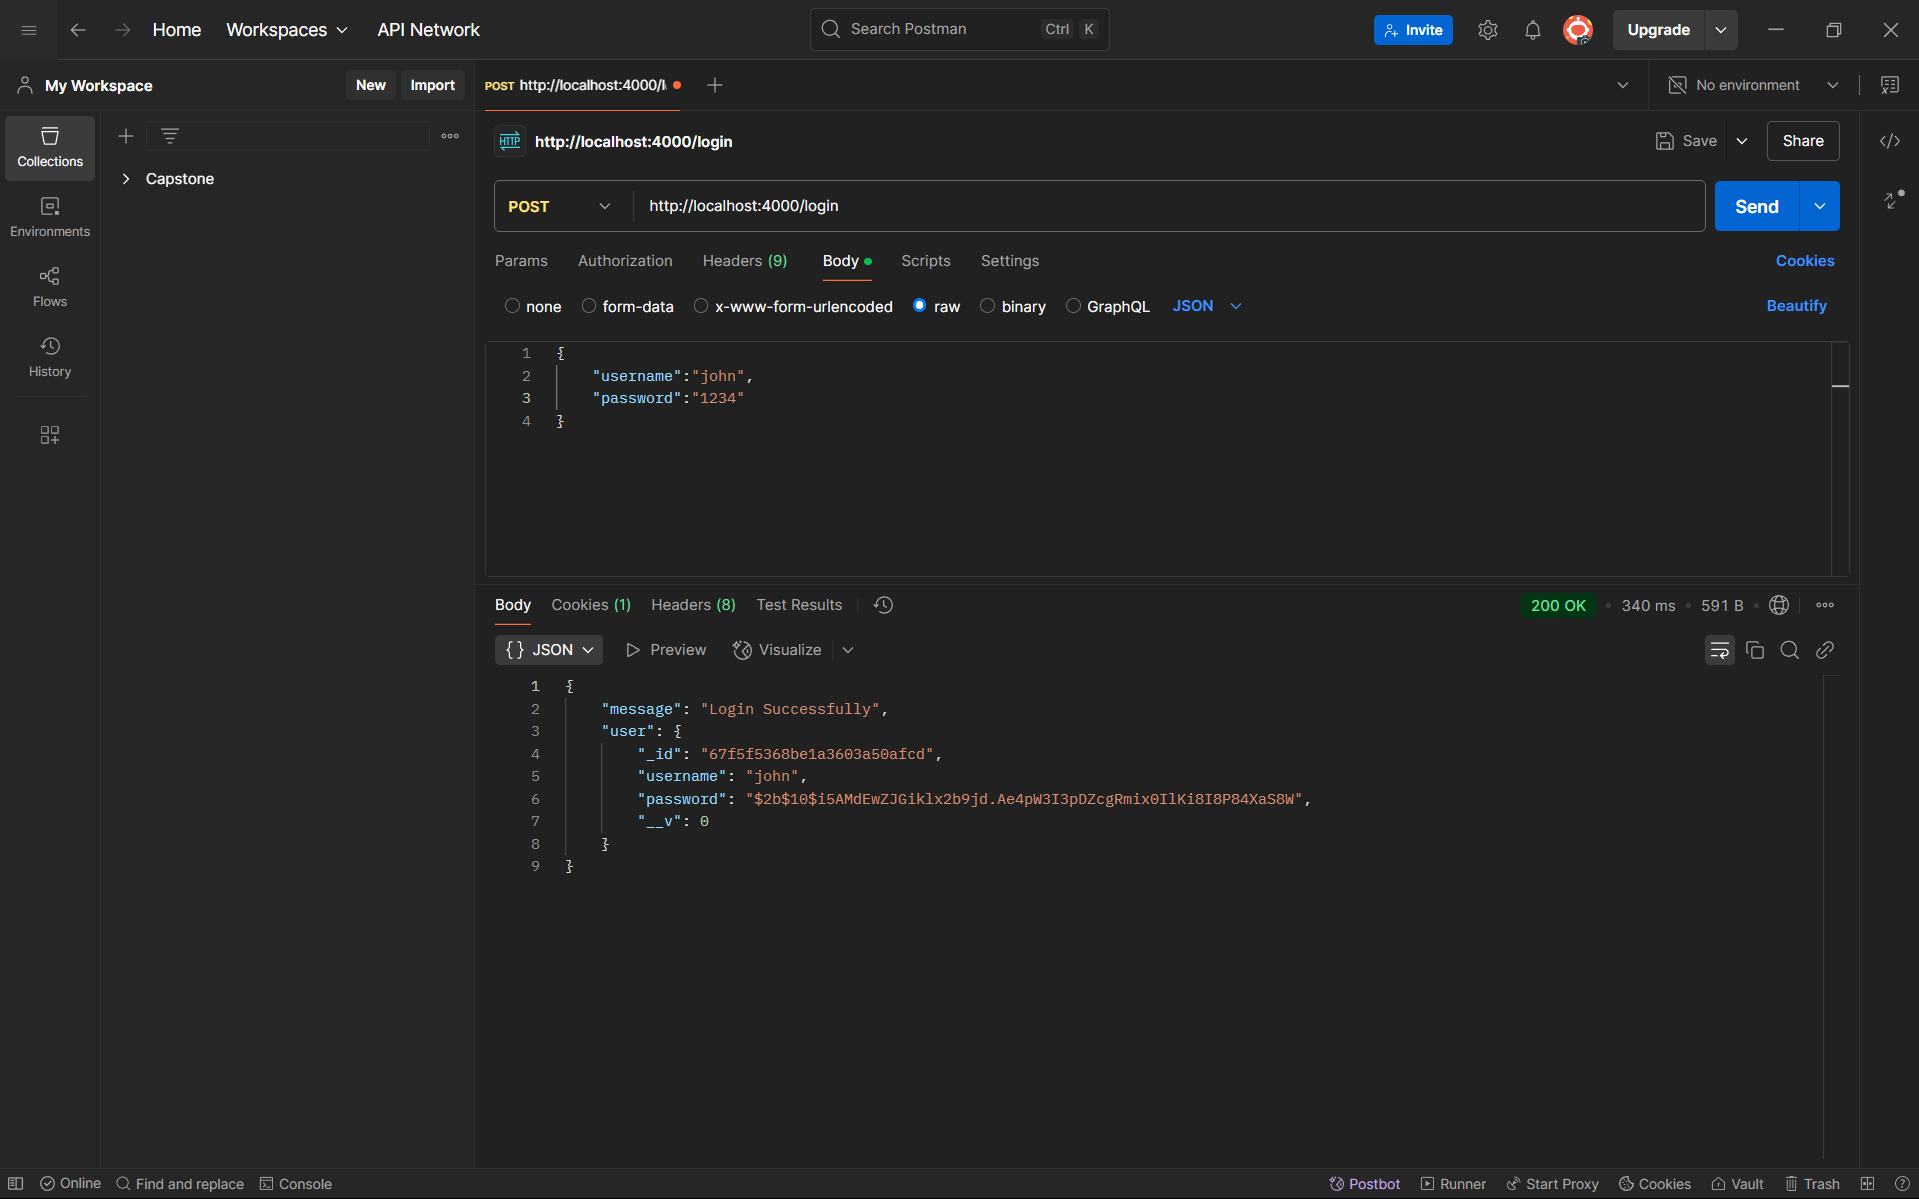 Home Workspaces API Network Search Postman Ctrl K Invite Upgrade
My Workspace New Import POST http://localhost:4000/l No environment
HTTP http://localhost:4000/login Save Share
Collections
Capstone
Environments
Flows
History
POST http://localhost:4000/login Send
Params Authorization Headers (9) Body Scripts Settings Cookies
none form-data x-www-form-urlencoded raw binary GraphQL JSON Beautify
1 {
2 "username":"john",
3 "password":"1234"
4 }
Body Cookies (1) Headers (8) Test Results 200 OK 340 ms 591 B
{} JSON Preview Visualize
1 {
2 "message": "Login Successfully",
3 "user": {
4 "_id": "67f5f5368be1a3603a50afcd",
5 "username": "john",
6 "password": "$2b$10$i5AMdEwZJGiklx2b9jd.Ae4pW3I3pDZcgRmix0IlKi8I8P84XaS8W",
7 "__v": 0
8 }
9 }
Online Find and replace Console Postbot Runner Start Proxy Cookies Vault Trash